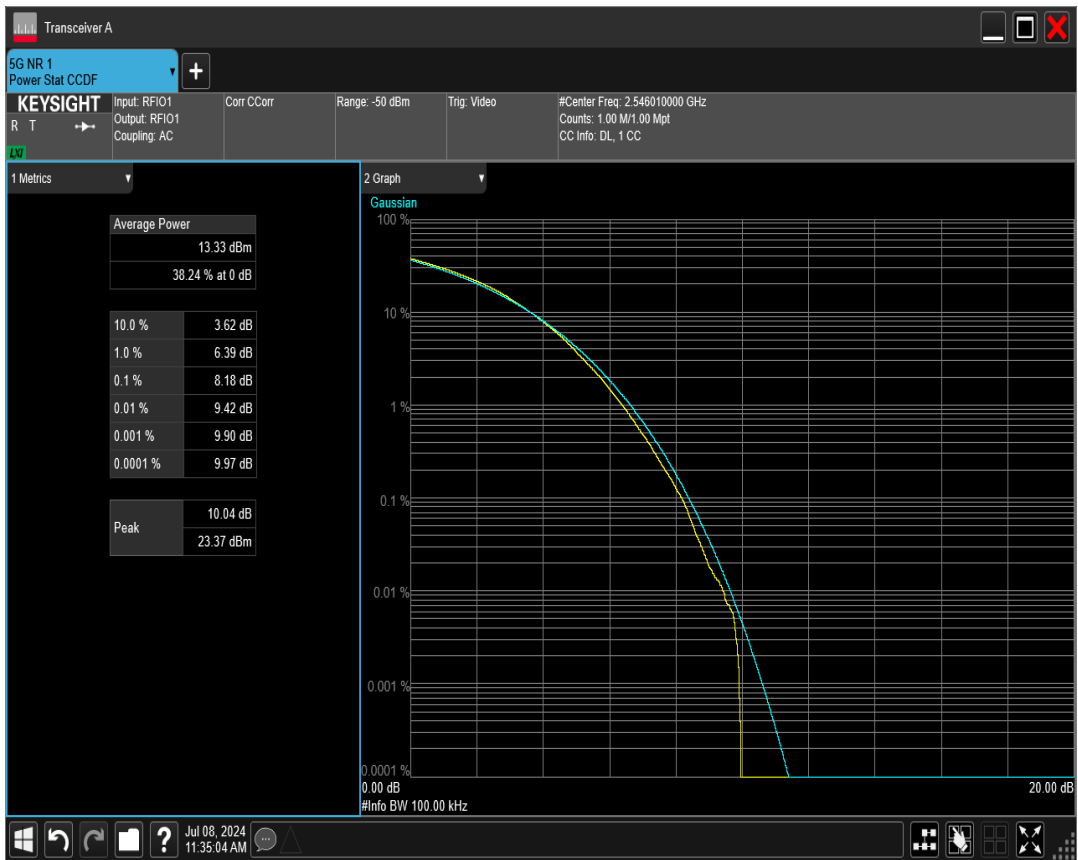 Transceiver A
5G NR 1
Power Stat CCDF
+
KEYSIGHT
R T
LXI
Input: RFIO1
Output: RFIO1
Coupling: AC
Corr CCorr
Range: -50 dBm
Trig: Video
#Center Freq: 2.546010000 GHz
Counts: 1.00 M/1.00 Mpt
CC Info: DL, 1 CC
1 Metrics
Average Power
13.33 dBm
38.24 % at 0 dB
10.0 % 3.62 dB
1.0 % 6.39 dB
0.1 % 8.18 dB
0.01 % 9.42 dB
0.001 % 9.90 dB
0.0001 % 9.97 dB
Peak
10.04 dB
23.37 dBm
2 Graph
Gaussian
100 %
10 %
1 %
0.1 %
0.01 %
0.001 %
0.0001 %
0.00 dB 20.00 dB
#Info BW 100.00 kHz
?
Jul 08, 2024
11:35:04 AM